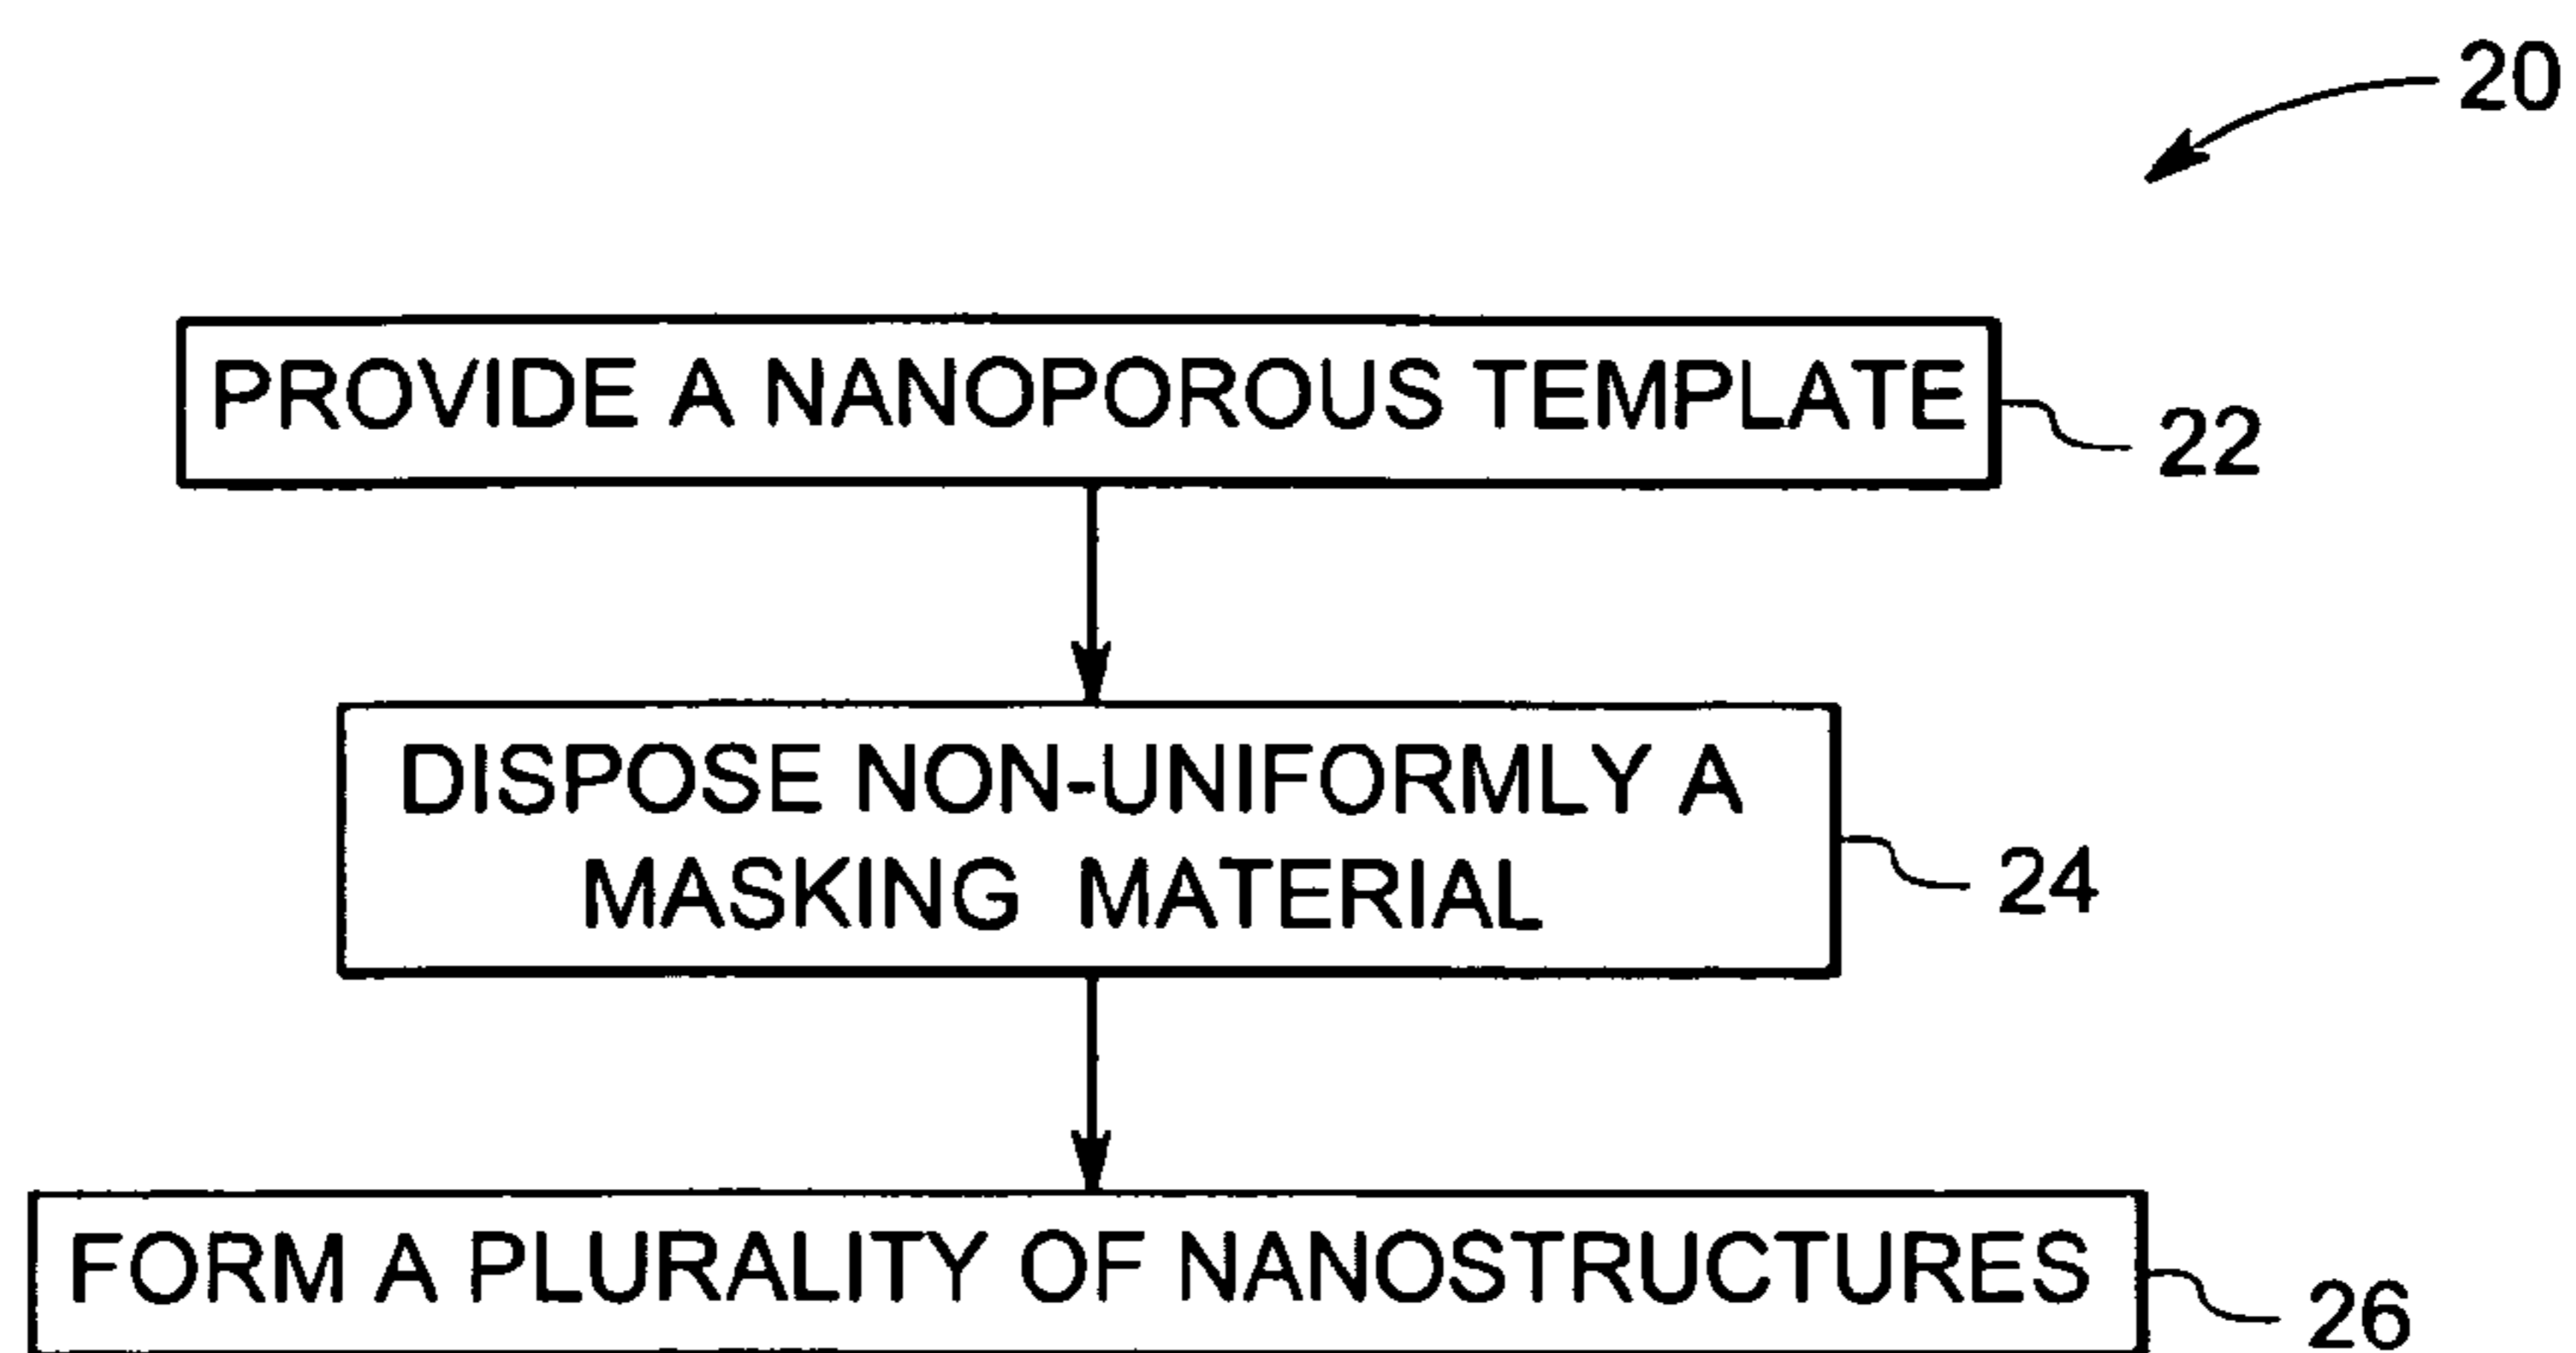 20
PROVIDE A NANOPOROUS TEMPLATE
22
DISPOSE NON-UNIFORMLY A
MASKING MATERIAL
24
FORM A PLURALITY OF NANOSTRUCTURES
26